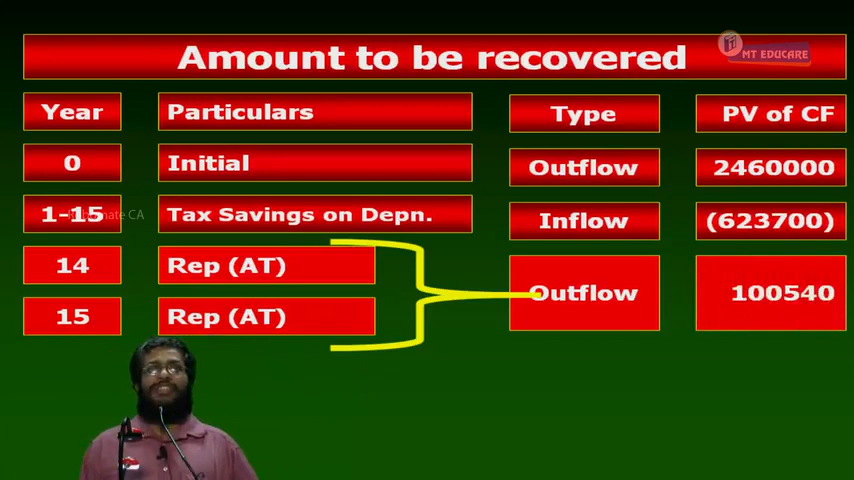 Amount to be recovered
MT EDUCARE
Year Particulars Type PV of CF
0 Initial Outflow 2460000
1-15 Tax Savings on Depn. Inflow (623700)
14 Rep (AT) Outflow 100540
15 Rep (AT)